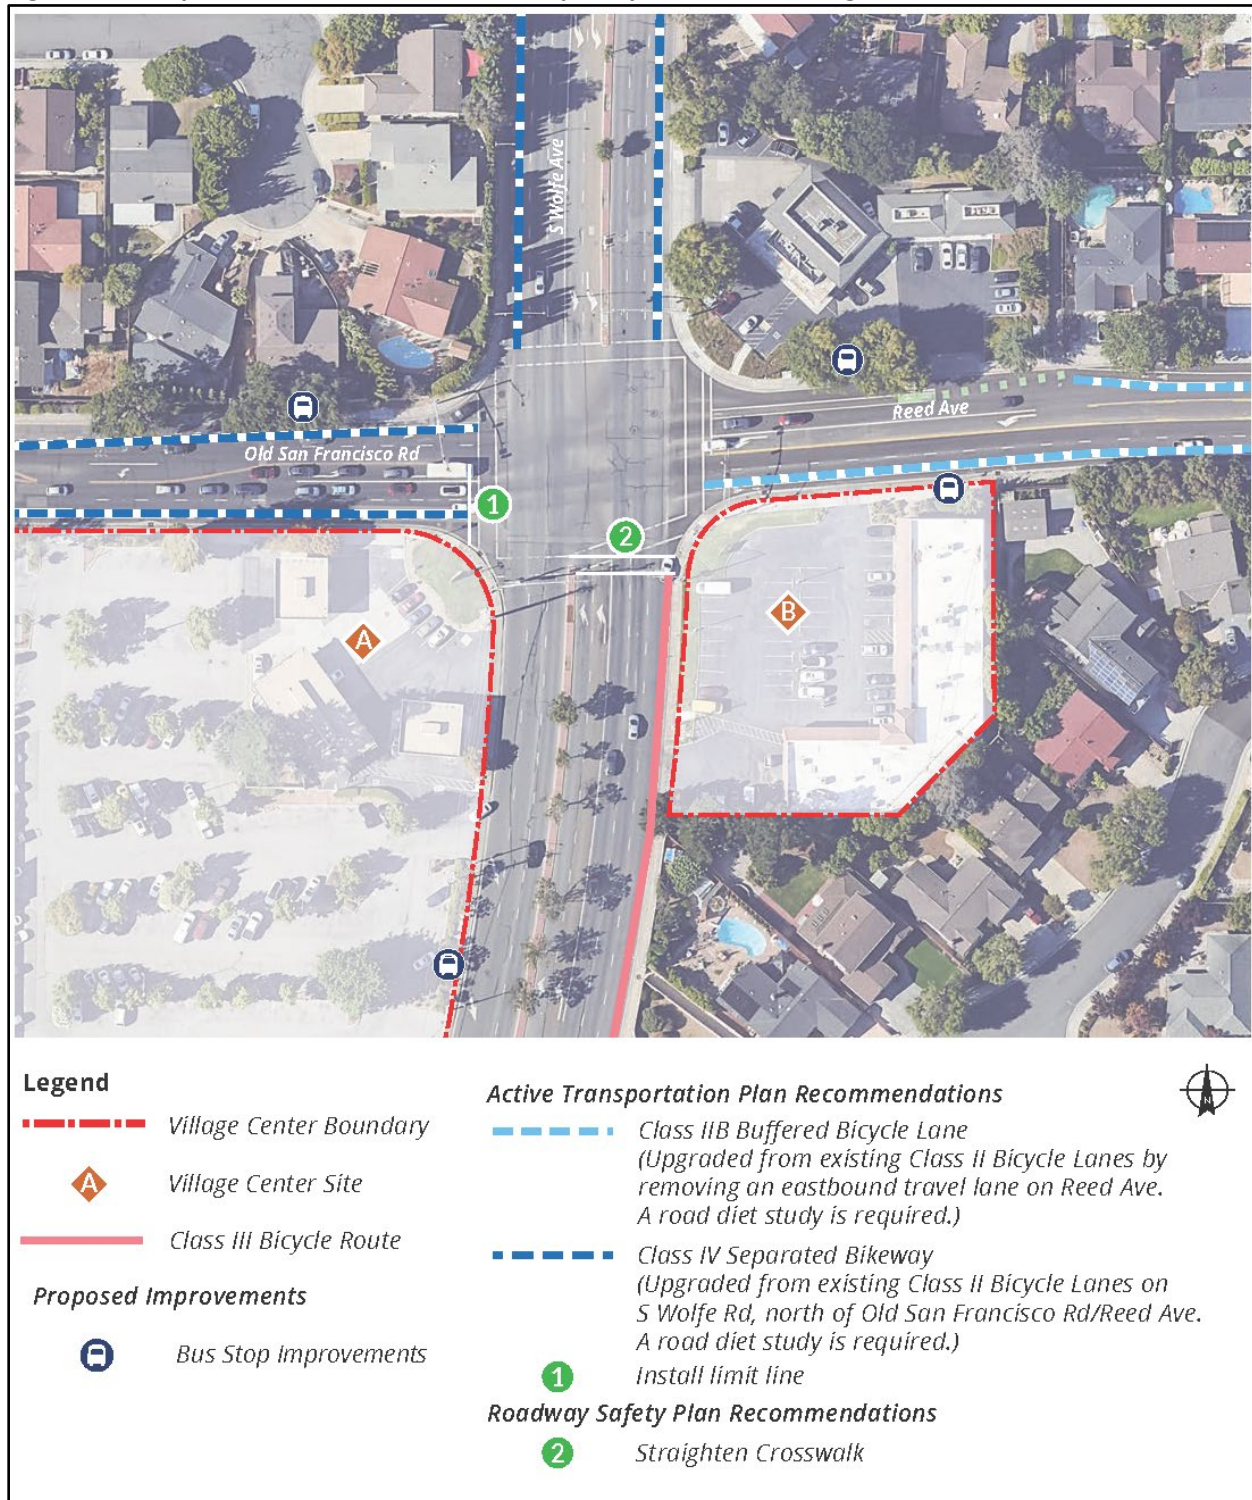 S Wolfe Ave
Reed Ave
Old San Francisco Rd
1
2
A
B
Legend
Village Center Boundary
A
Village Center Site
Class III Bicycle Route
Proposed Improvements
Bus Stop Improvements
Active Transportation Plan Recommendations
Class IIB Buffered Bicycle Lane
(Upgraded from existing Class II Bicycle Lanes by
removing an eastbound travel lane on Reed Ave.
A road diet study is required.)
Class IV Separated Bikeway
(Upgraded from existing Class II Bicycle Lanes on
S Wolfe Rd, north of Old San Francisco Rd/Reed Ave.
A road diet study is required.)
1
Install limit line
Roadway Safety Plan Recommendations
2
Straighten Crosswalk
N